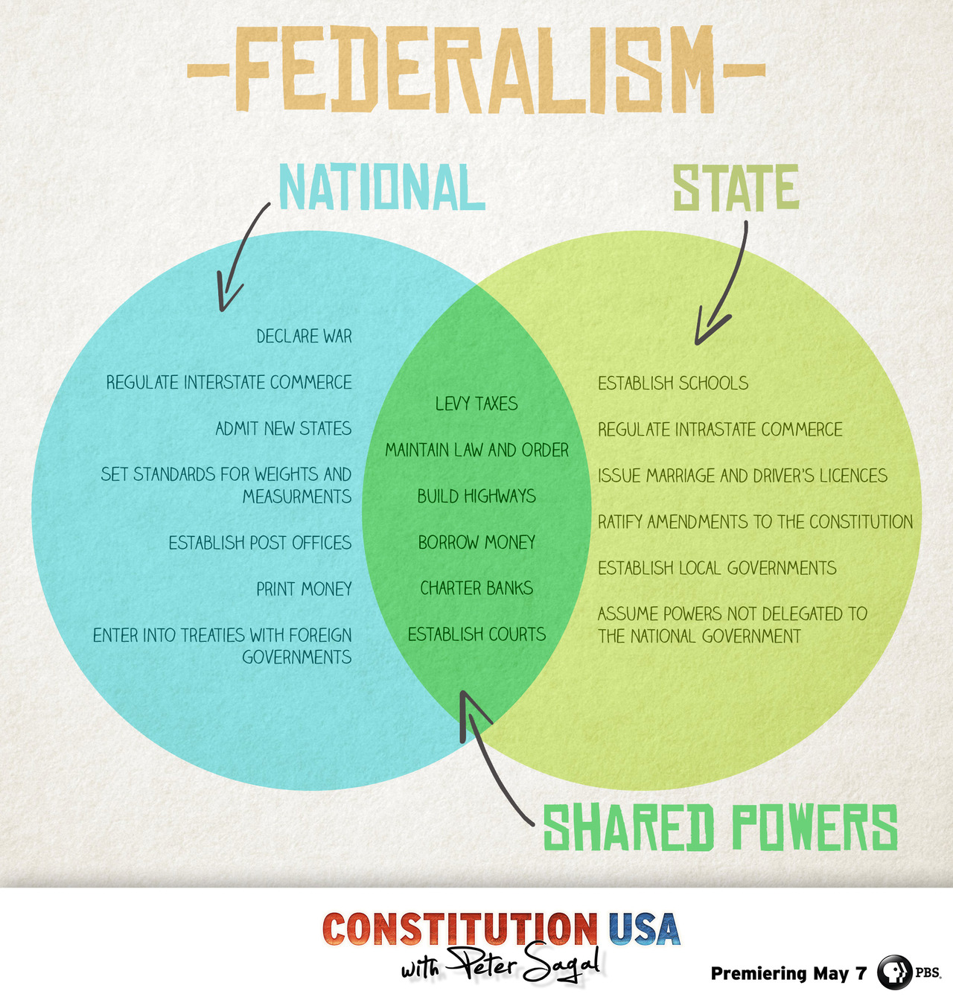 -FEDERALISM-
NATIONAL
STATE
DECLARE WAR
REGULATE INTERSTATE COMMERCE
ADMIT NEW STATES
SET STANDARDS FOR WEIGHTS AND
MEASURMENTS
ESTABLISH POST OFFICES
PRINT MONEY
ENTER INTO TREATIES WITH FOREIGN
GOVERNMENTS
LEVY TAXES
MAINTAIN LAW AND ORDER
BUILD HIGHWAYS
BORROW MONEY
CHARTER BANKS
ESTABLISH COURTS
ESTABLISH SCHOOLS
REGULATE INTRASTATE COMMERCE
ISSUE MARRIAGE AND DRIVER'S LICENCES
RATIFY AMENDMENTS TO THE CONSTITUTION
ESTABLISH LOCAL GOVERNMENTS
ASSUME POWERS NOT DELEGATED TO
THE NATIONAL GOVERNMENT
SHARED POWERS
CONSTITUTION USA
with Peter Sagal
Premiering May 7 PBS.